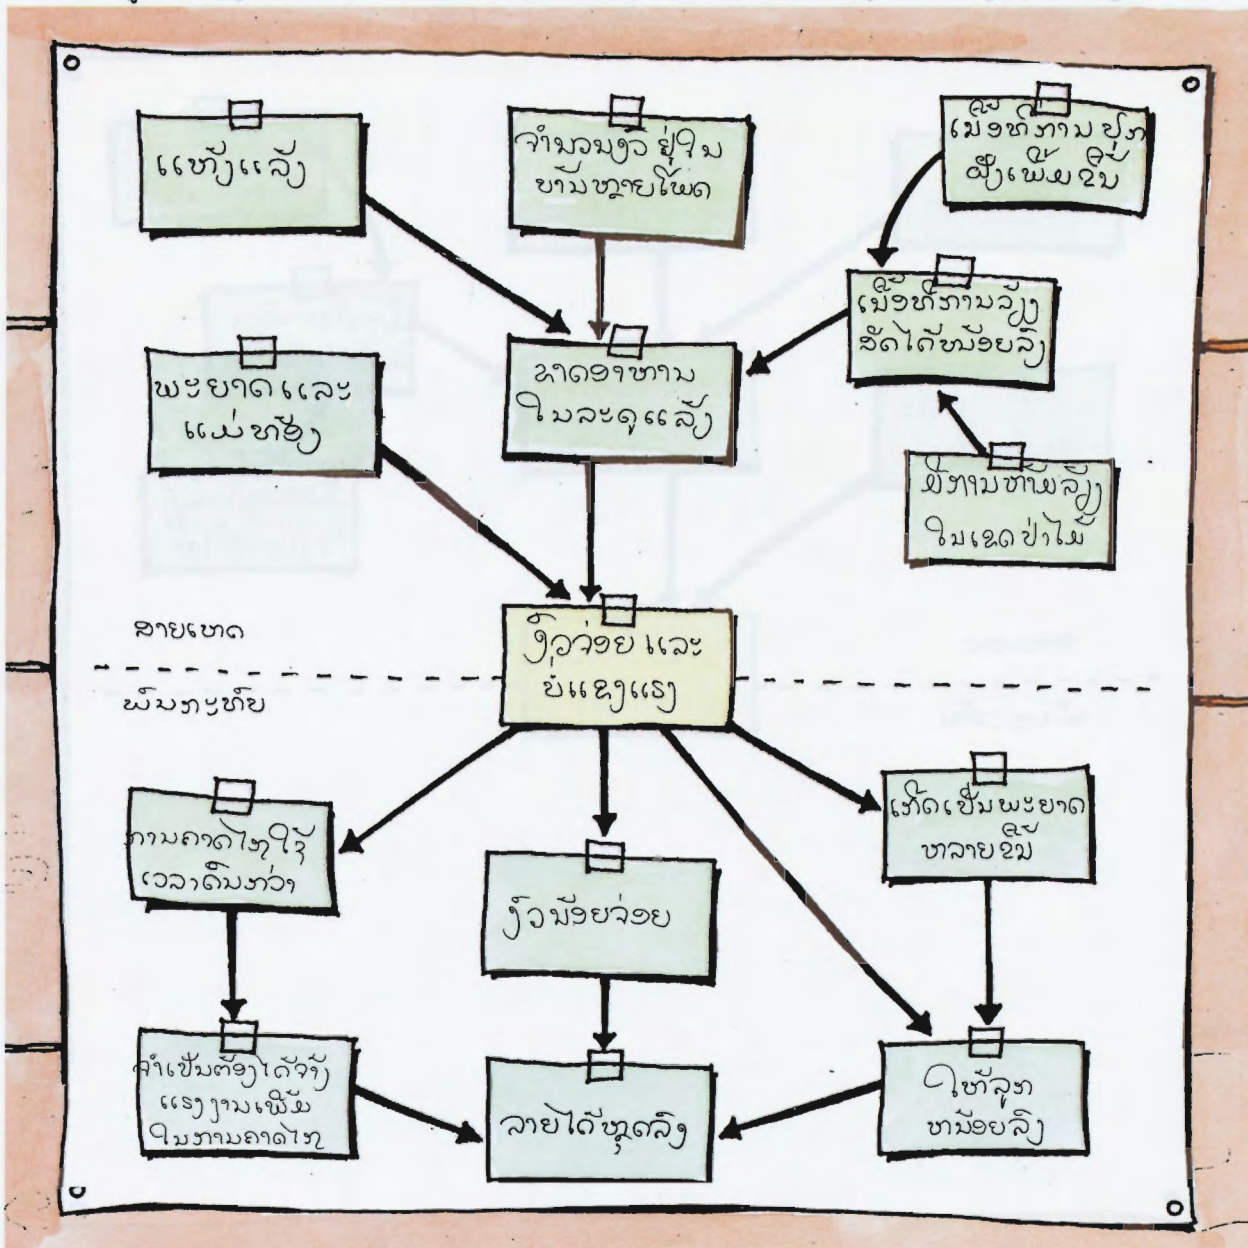 ແຫ້ງແລ້ງ
ຈຳນວນງົວ ຢູ່ໃນ
ບ້ານຫຼາຍໂພດ
ເນື້ອທີ່ການ ປູກ
ຝັງເພີ້ມຂື້ນ
ເນື້ອທີ່ການລ້ຽງ
ສັດໄດ້ໜ້ອຍລົງ
ພະຍາດ ແລະ
ແມ່ທ້ອງ
ຂາດອາຫານ
ໃນລະດູແລ້ງ
ມີການຫ້າມລ້ຽງ
ໃນເຂດປ່າໄມ້
ສາຍເຫດ
ງົວຈ່ອຍ ແລະ
ບໍ່ແຂງແຮງ
ຜົນກະທົບ
ການຄາດໄຖໃຊ້
ເວລາດົນກວ່າ
ງົວນ້ອຍຈ່ອຍ
ເກີດເປັນພະຍາດ
ຫລາຍຂື້ນ
ຈຳເປັນຕ້ອງໄດ້ຈ້າງ
ແຮງງານເພີ້ມ
ໃນການຄາດໄຖ
ລາຍໄດ້ຫຼຸດລົງ
ໃຫ້ລູກ
ຫນ້ອຍລົງ